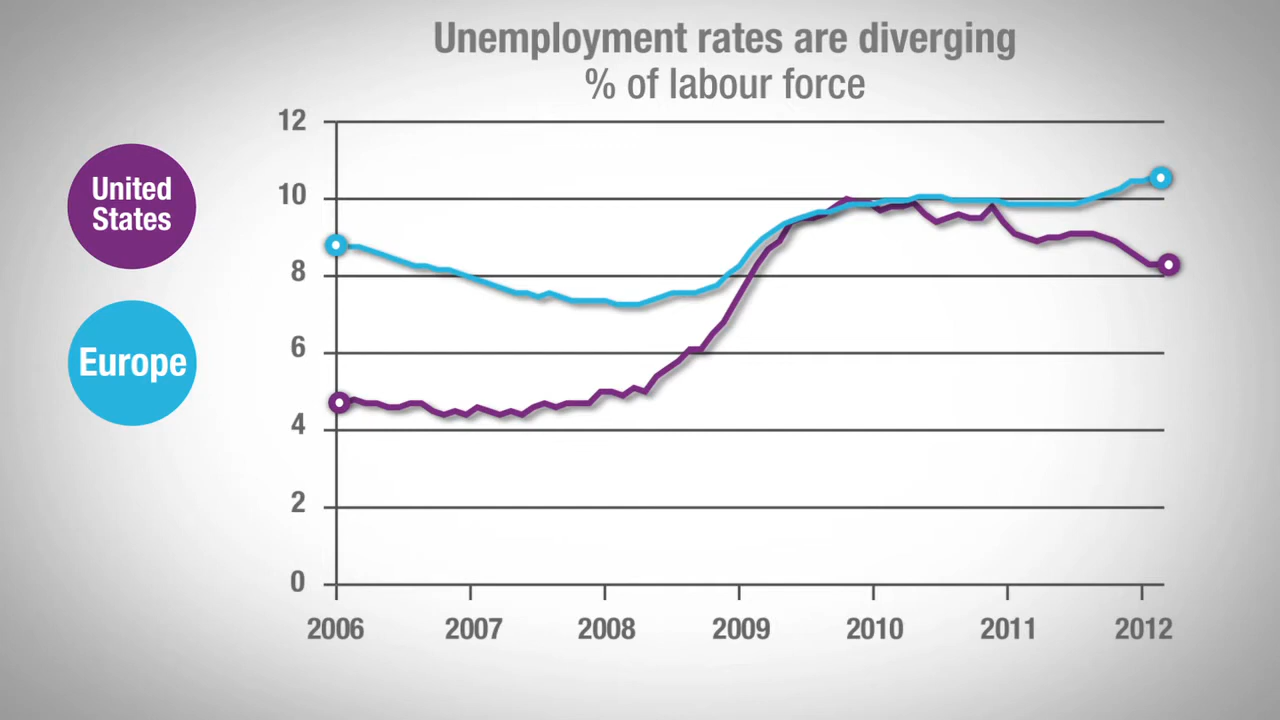 Unemployment rates are diverging
% of labour force
United
States
Europe
12
10
8
6
4
2
0
2006 2007 2008 2009 2010 2011 2012